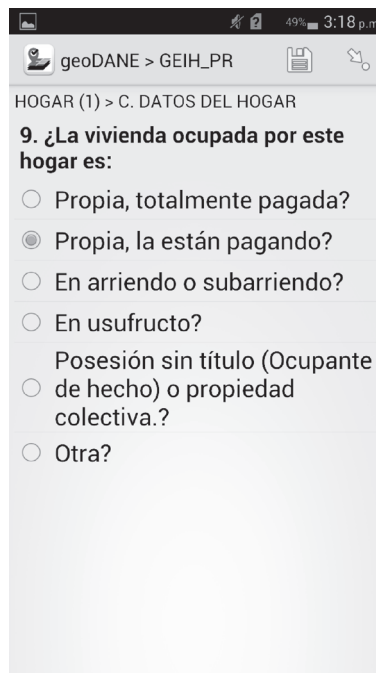 49% 3:18 p.m
geoDANE > GEIH_PR
HOGAR (1) > C. DATOS DEL HOGAR
9. ¿La vivienda ocupada por este
hogar es:
Propia, totalmente pagada?
Propia, la están pagando?
En arriendo o subarriendo?
En usufructo?
Posesión sin título (Ocupante
de hecho) o propiedad
colectiva.?
Otra?